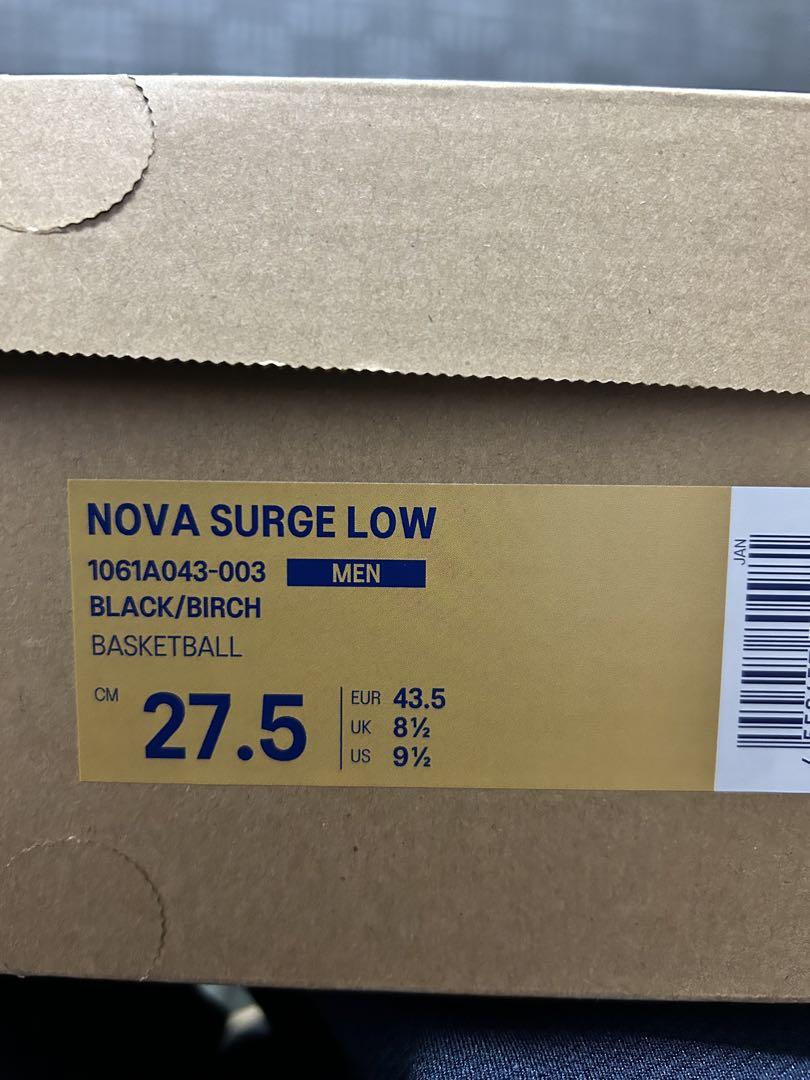 NOVA SURGE LOW
1061A043-003 MEN
BLACK/BIRCH
BASKETBALL
CM 27.5
EUR 43.5
UK 8½
US 9½
JAN